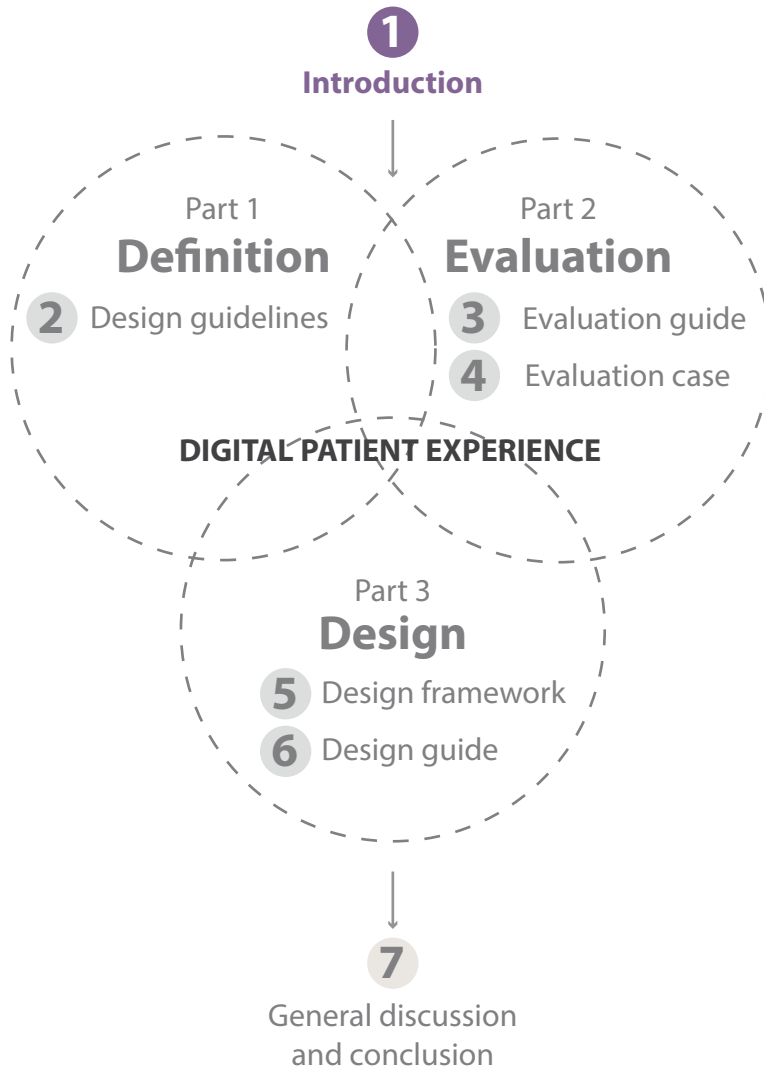 1
Introduction
Part 1
Definition
2 Design guidelines
Part 2
Evaluation
3 Evaluation guide
4 Evaluation case
DIGITAL PATIENT EXPERIENCE
Part 3
Design
5 Design framework
6 Design guide
7
General discussion
and conclusion